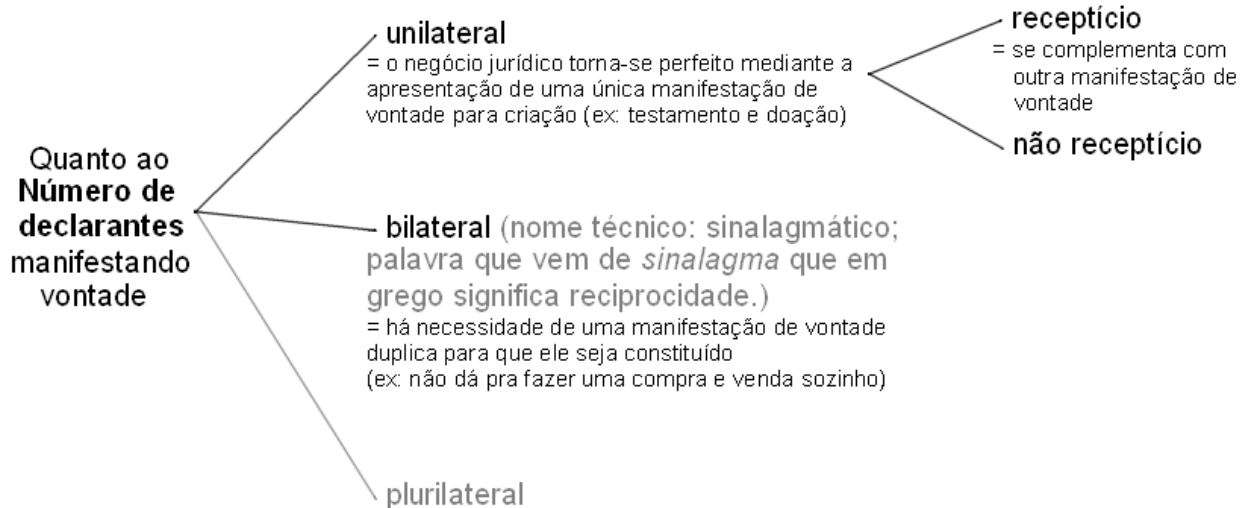 Quanto ao
Número de
declarantes
manifestando
vontade
unilateral
= o negócio jurídico torna-se perfeito mediante a
apresentação de uma única manifestação de
vontade para criação (ex: testamento e doação)
receptício
= se complementa com
outra manifestação de
vontade
não receptício
bilateral (nome técnico: sinalagmático;
palavra que vem de sinalagma que em
grego significa reciprocidade.)
= há necessidade de uma manifestação de vontade
duplica para que ele seja constituído
(ex: não dá pra fazer uma compra e venda sozinho)
plurilateral